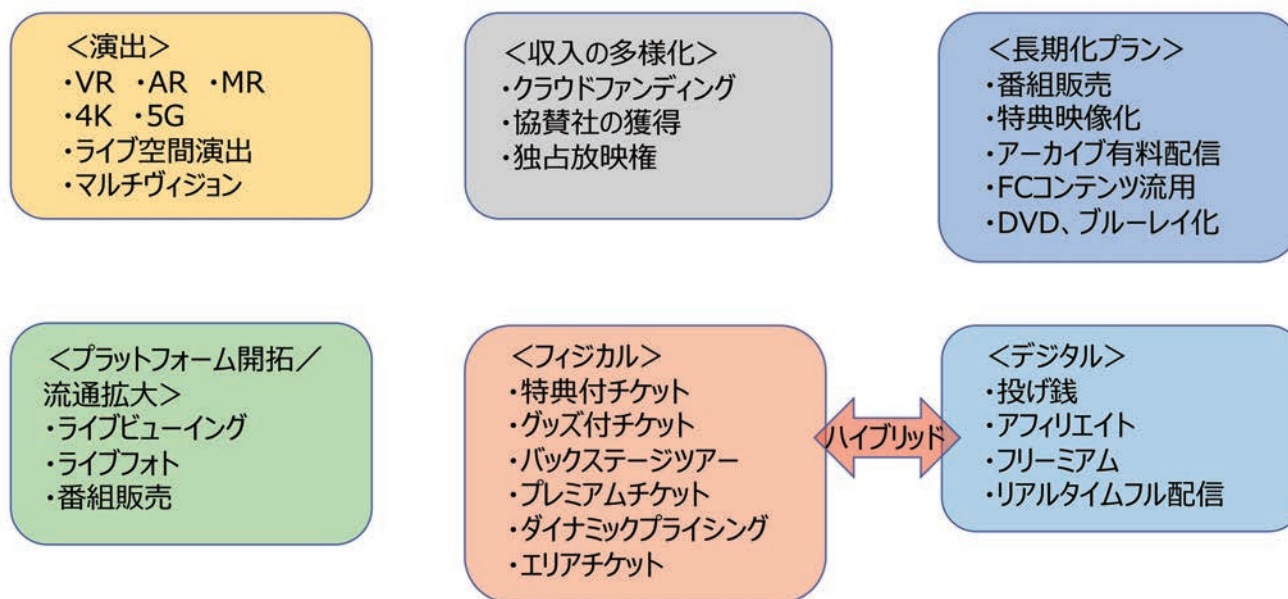 ＜演出＞
・VR ・AR ・MR
・4K ・5G
・ライブ空間演出
・マルチヴィジョン
＜収入の多様化＞
・クラウドファンディング
・協賛社の獲得
・独占放映権
＜長期化プラン＞
・番組販売
・特典映像化
・アーカイブ有料配信
・FCコンテンツ流用
・DVD、ブルーレイ化
＜プラットフォーム開拓／
流通拡大＞
・ライブビューイング
・ライブフォト
・番組販売
＜フィジカル＞
・特典付チケット
・グッズ付チケット
・バックステージツアー
・プレミアムチケット
・ダイナミックプライシング
・エリアチケット
ハイブリッド
＜デジタル＞
・投げ銭
・アフィリエイト
・フリーミアム
・リアルタイムフル配信